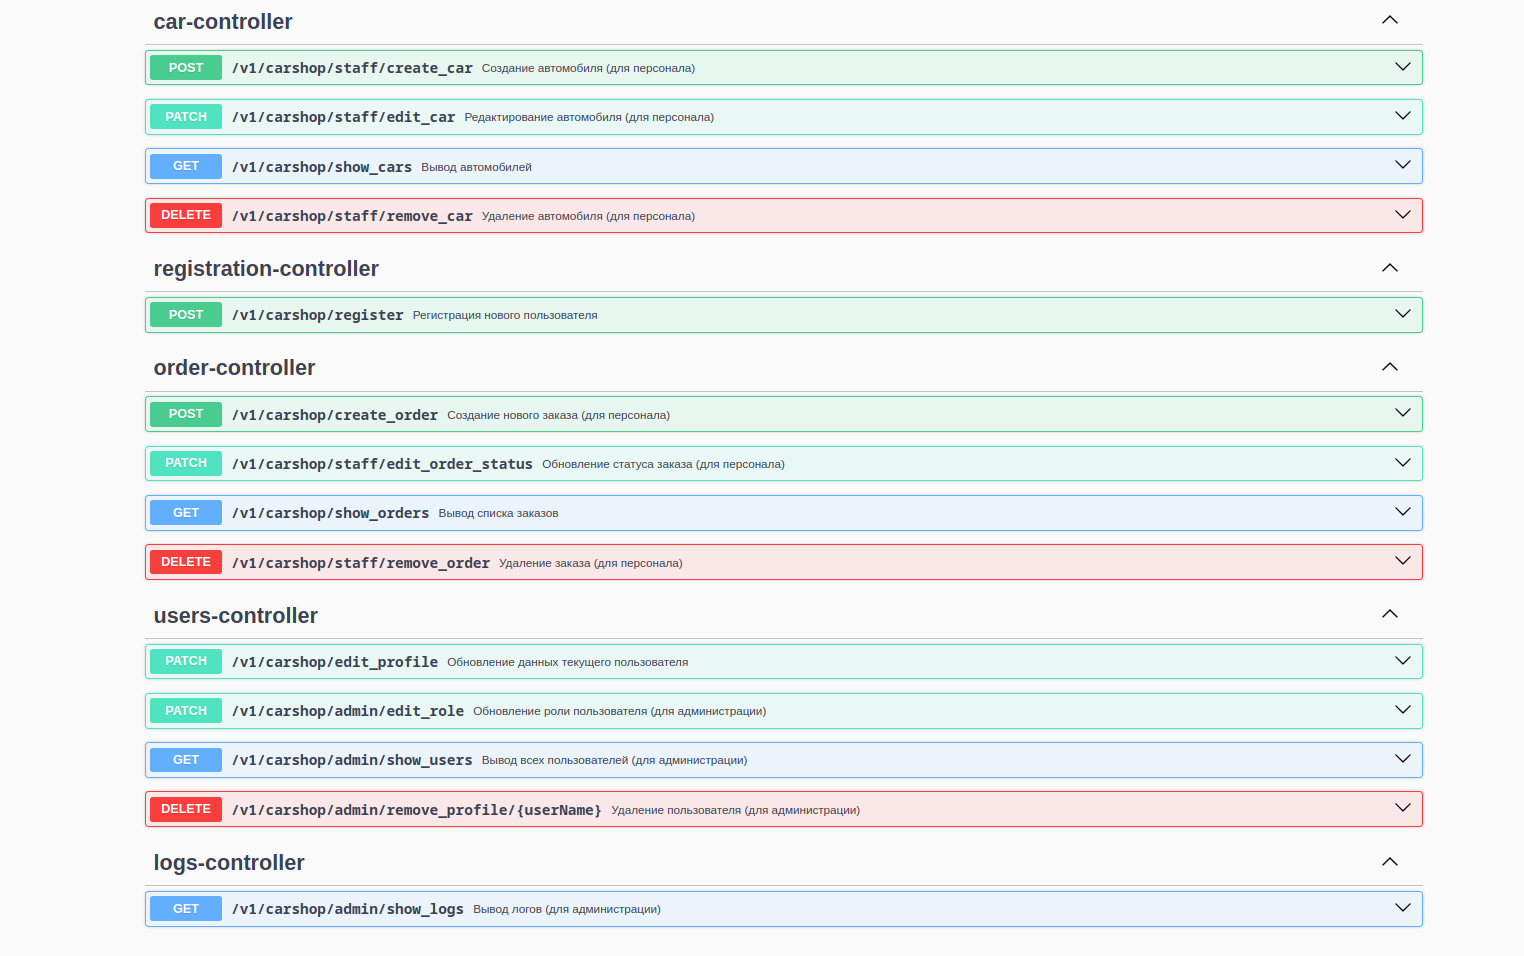 car-controller
POST /v1/carshop/staff/create_car Создание автомобиля (для персонала)
PATCH /v1/carshop/staff/edit_car Редактирование автомобиля (для персонала)
GET /v1/carshop/show_cars Вывод автомобилей
DELETE /v1/carshop/staff/remove_car Удаление автомобиля (для персонала)
registration-controller
POST /v1/carshop/register Регистрация нового пользователя
order-controller
POST /v1/carshop/create_order Создание нового заказа (для персонала)
PATCH /v1/carshop/staff/edit_order_status Обновление статуса заказа (для персонала)
GET /v1/carshop/show_orders Вывод списка заказов
DELETE /v1/carshop/staff/remove_order Удаление заказа (для персонала)
users-controller
PATCH /v1/carshop/edit_profile Обновление данных текущего пользователя
PATCH /v1/carshop/admin/edit_role Обновление роли пользователя (для администрации)
GET /v1/carshop/admin/show_users Вывод всех пользователей (для администрации)
DELETE /v1/carshop/admin/remove_profile/{userName} Удаление пользователя (для администрации)
logs-controller
GET /v1/carshop/admin/show_logs Вывод логов (для администрации)